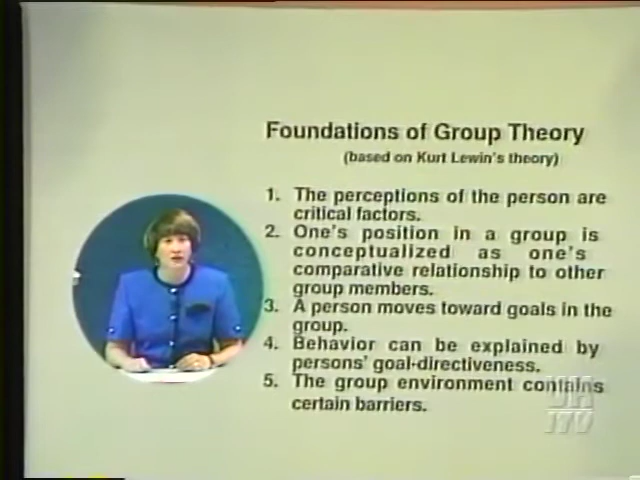 Foundations of Group Theory
(based on Kurt Lewin's theory)
1. The perceptions of the person are
critical factors.
2. One's position in a group is
conceptualized as one's
comparative relationship to other
group members.
3. A person moves toward goals in the
group.
4. Behavior can be explained by
persons' goal-directiveness.
5. The group environment contains
certain barriers.